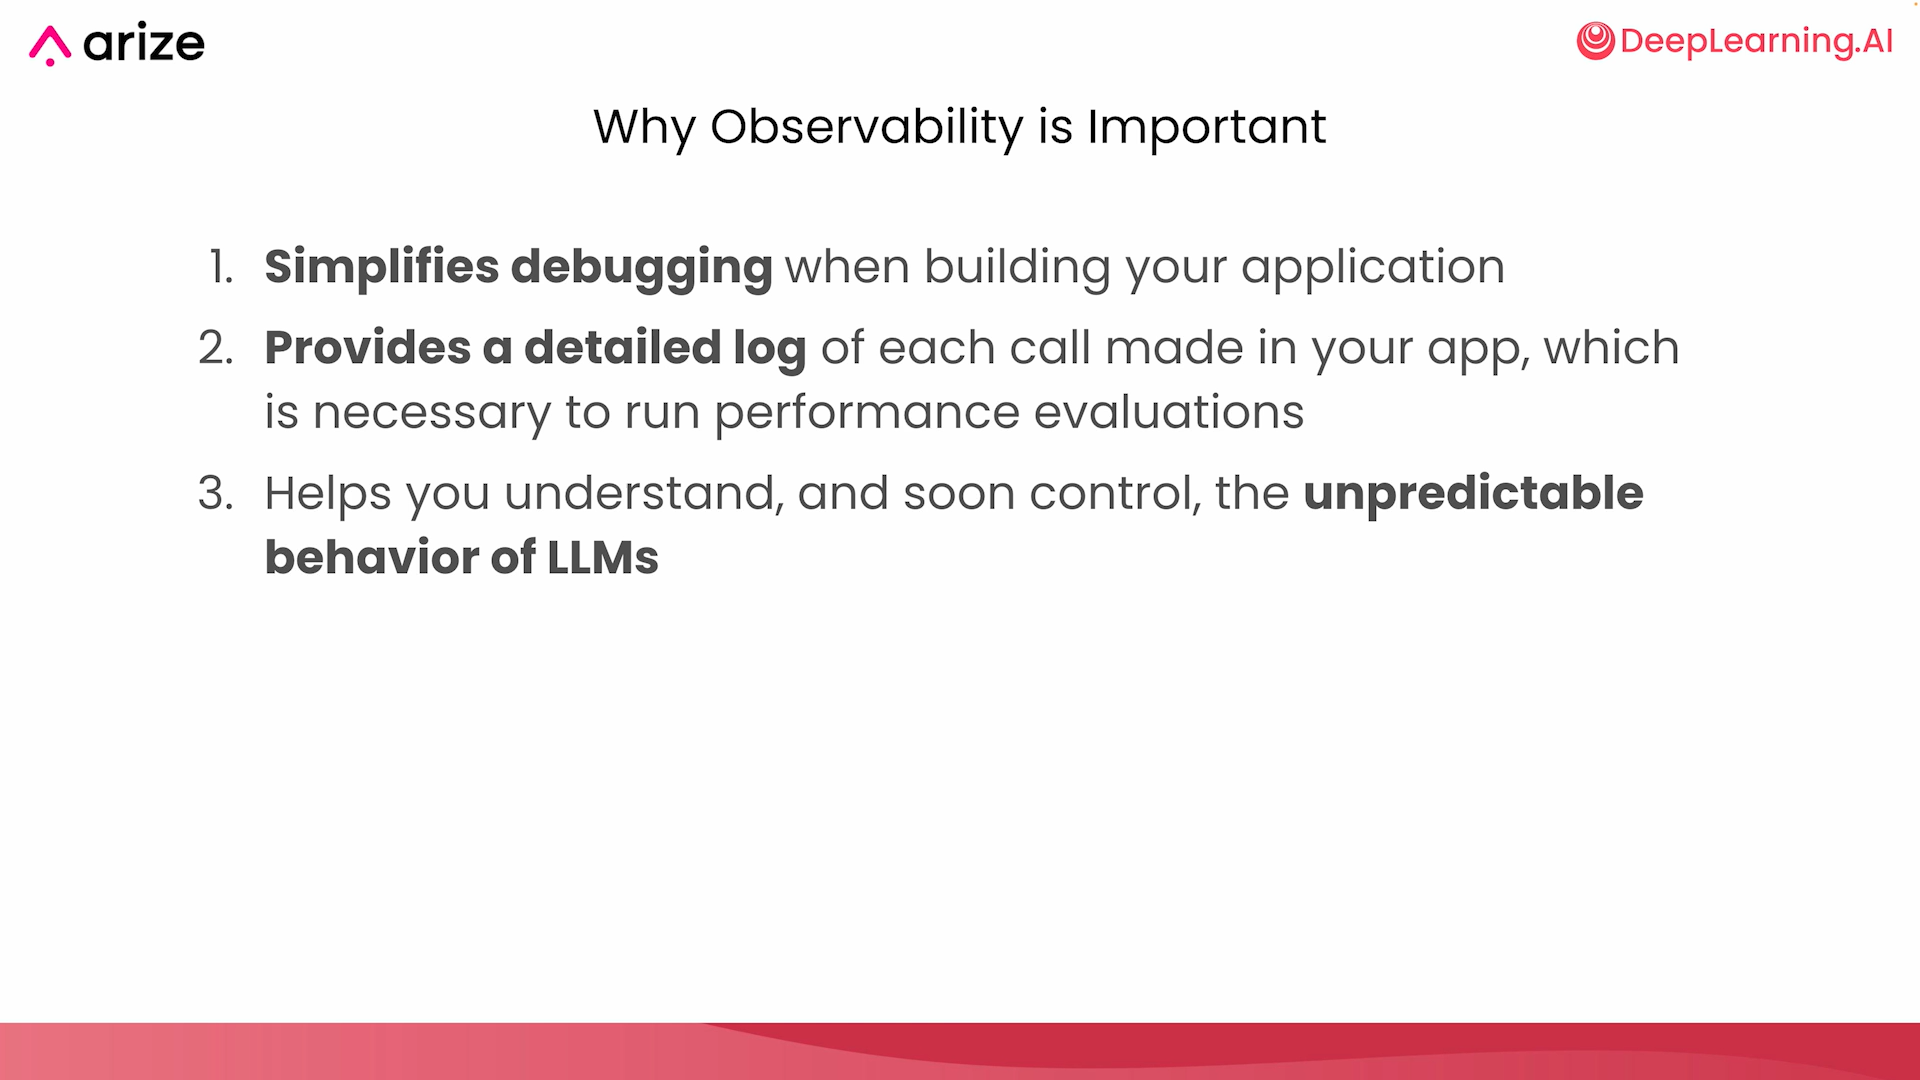 arize
DeepLearning.AI
Why Observability is Important
1. Simplifies debugging when building your application
2. Provides a detailed log of each call made in your app, which
is necessary to run performance evaluations
3. Helps you understand, and soon control, the unpredictable
behavior of LLMs